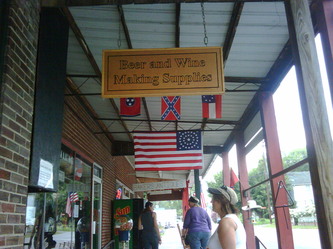 Beer and Wine
Making Supplies